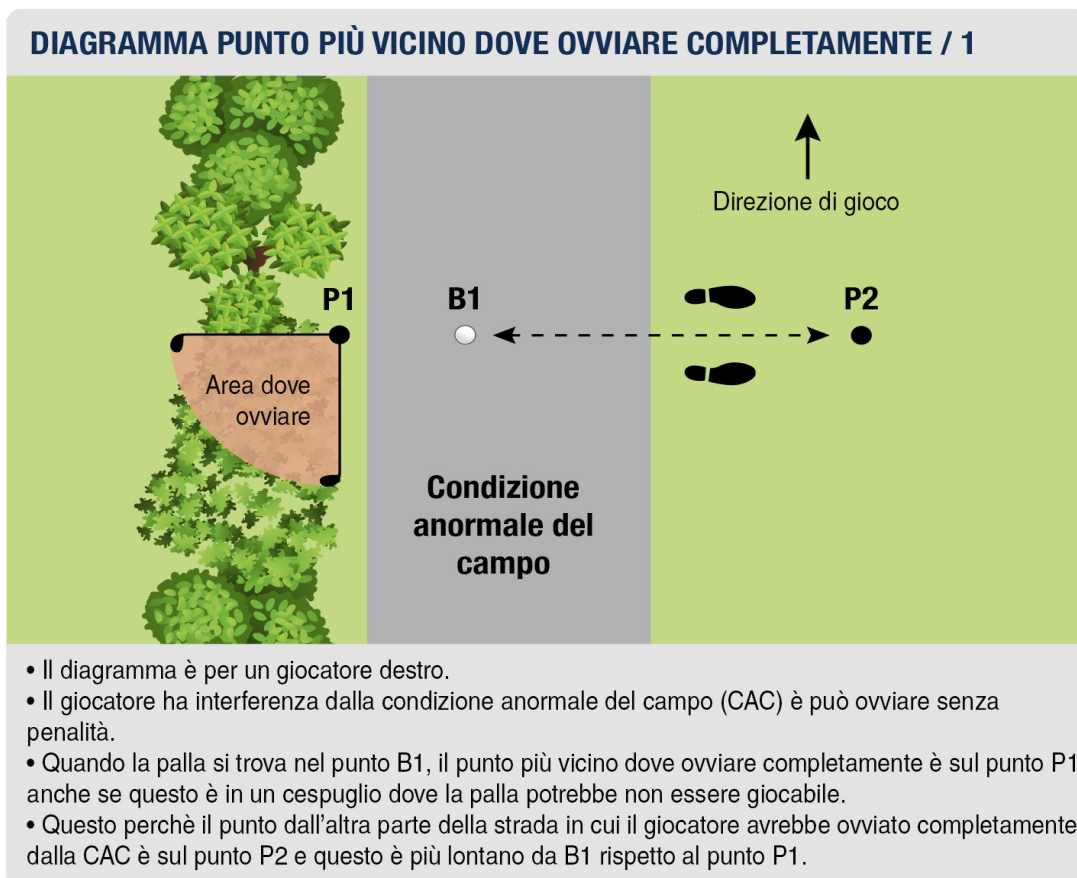 DIAGRAMMA PUNTO PIÙ VICINO DOVE OVVIARE COMPLETAMENTE / 1
Direzione di gioco
P1
B1
P2
Area dove
ovviare
Condizione
anormale del
campo
• Il diagramma è per un giocatore destro.
• Il giocatore ha interferenza dalla condizione anormale del campo (CAC) è può ovviare senza
penalità.
• Quando la palla si trova nel punto B1, il punto più vicino dove ovviare completamente è sul punto P1
anche se questo è in un cespuglio dove la palla potrebbe non essere giocabile.
• Questo perchè il punto dall'altra parte della strada in cui il giocatore avrebbe ovviato completamente
dalla CAC è sul punto P2 e questo è più lontano da B1 rispetto al punto P1.